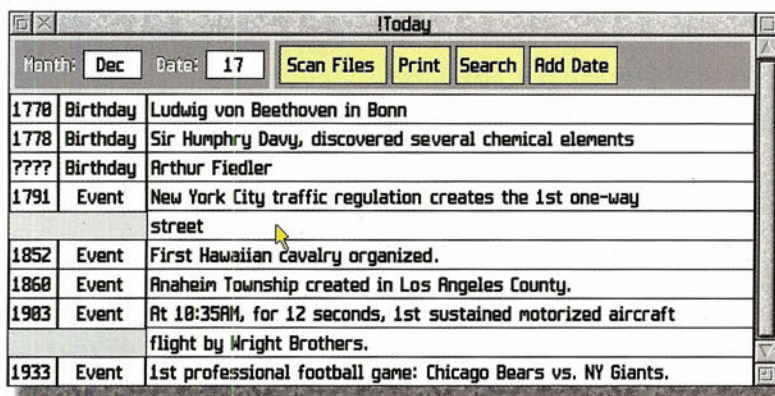 !Today
Month: Dec Date: 17 Scan Files Print Search Add Date
1770 Birthday Ludwig von Beethoven in Bonn
1778 Birthday Sir Humphry Davy, discovered several chemical elements
???? Birthday Arthur Fiedler
1791 Event New York City traffic regulation creates the 1st one-way
street
1852 Event First Hawaiian cavalry organized.
1860 Event Anaheim Township created in Los Angeles County.
1903 Event At 10:35AM, for 12 seconds, 1st sustained motorized aircraft
flight by Wright Brothers.
1933 Event 1st professional football game: Chicago Bears vs. NY Giants.